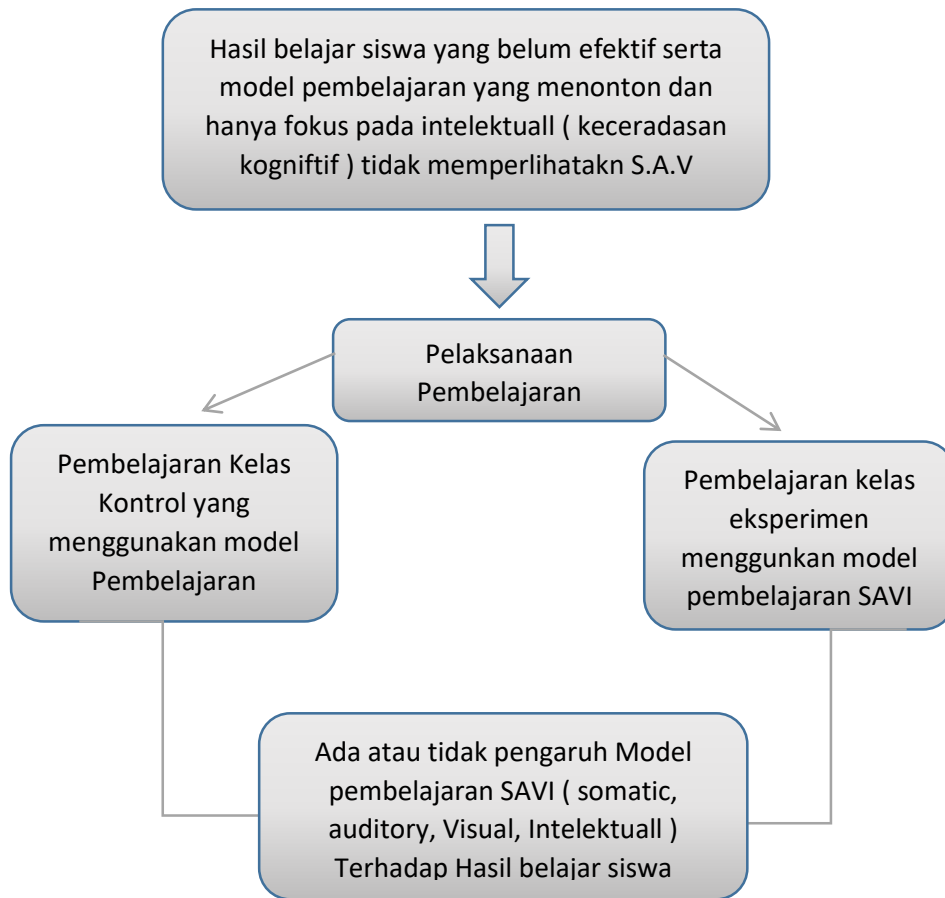 Hasil belajar siswa yang belum efektif serta
model pembelajaran yang menonton dan
hanya fokus pada intelektuall ( keceradasan
kogniftif ) tidak memperlihatakn S.A.V
Pelaksanaan
Pembelajaran
Pembelajaran Kelas
Kontrol yang
menggunakan model
Pembelajaran
Pembelajaran kelas
eksperimen
menggunkan model
pembelajaran SAVI
Ada atau tidak pengaruh Model
pembelajaran SAVI ( somatic,
auditory, Visual, Intelektuall )
Terhadap Hasil belajar siswa